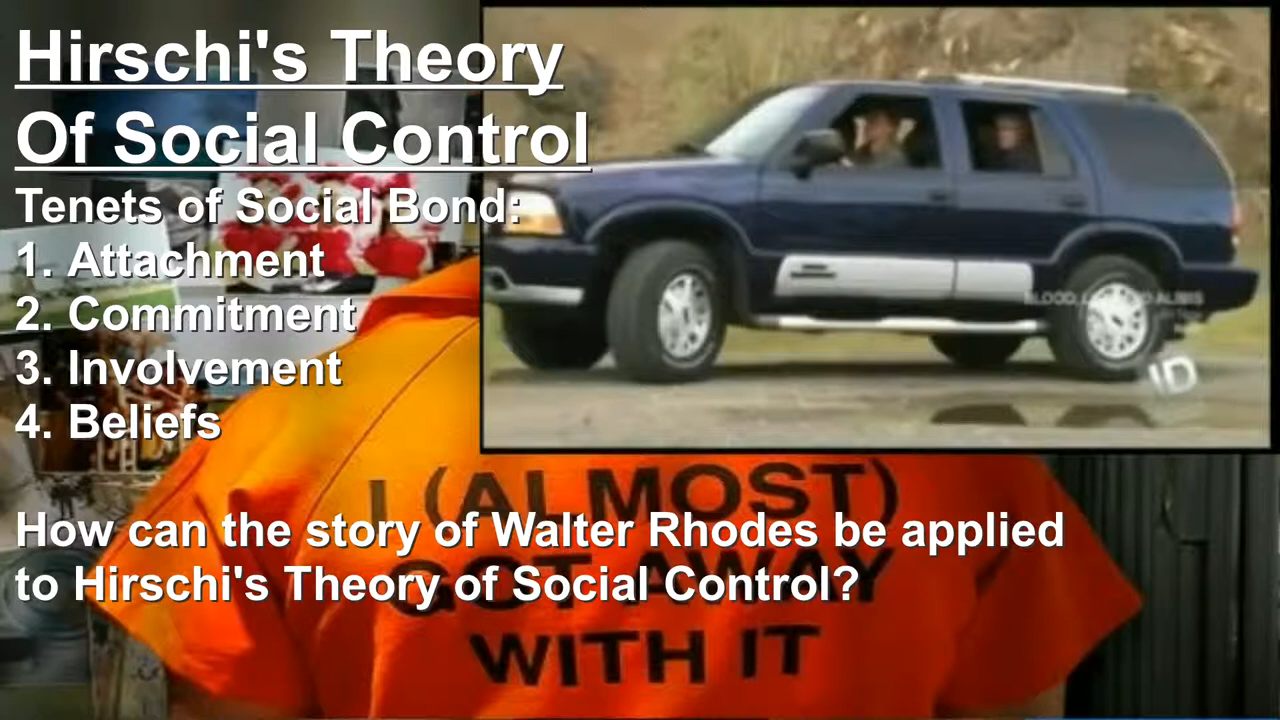 Hirschi's Theory
Of Social Control
Tenets of Social Bond:
1. Attachment
2. Commitment
3. Involvement
4. Beliefs
ID
I (ALMOST)
How can the story of Walter Rhodes be applied
to Hirschi's Theory of Social Control?
GOT AWAY
WITH IT